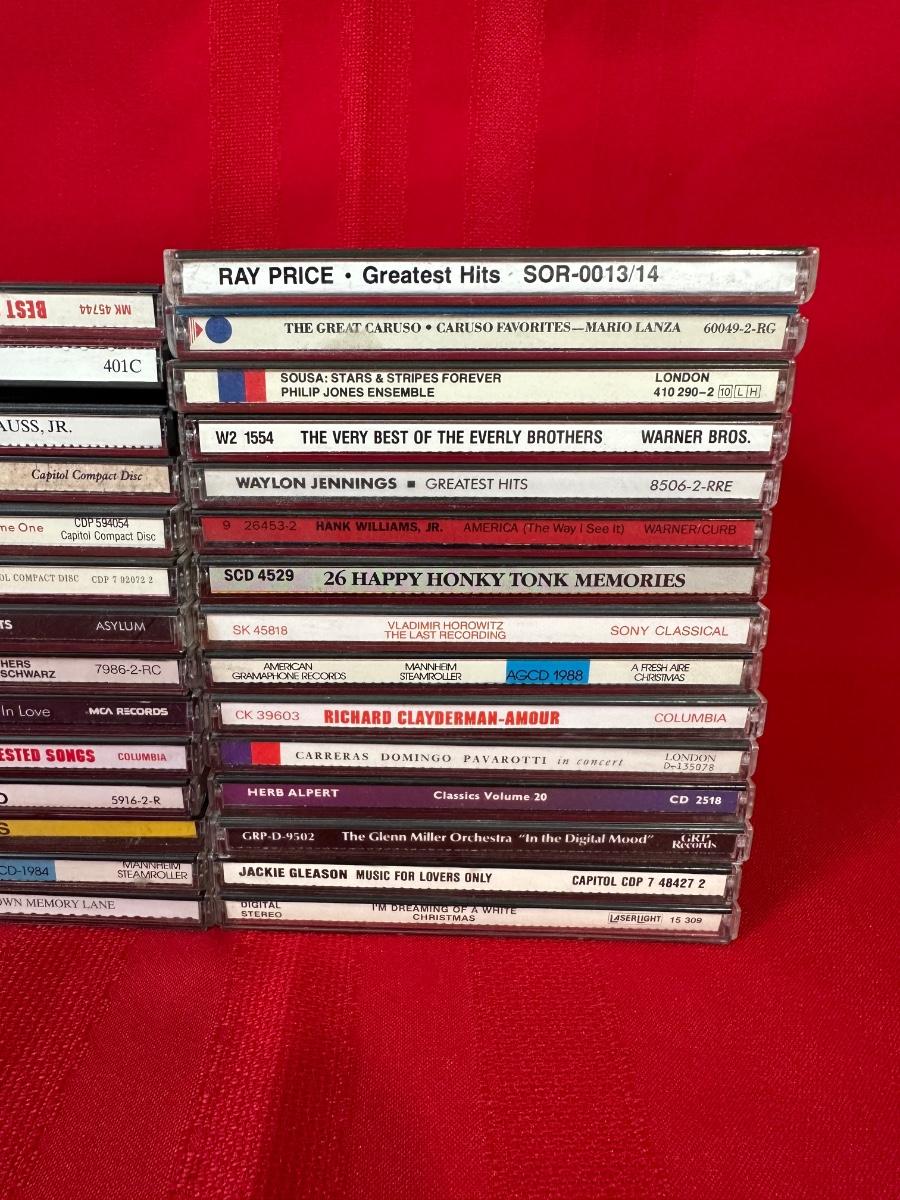 BEST
MK 45744
401C
AUSS, JR.
Capitol Compact Disc
me One
CDP 594054
Capitol Compact Disc
OL COMPACT DISC CDP 7 92072 2
TS ASYLUM
HERS
SCHWARZ
7986-2-RC
In Love MCA RECORDS
ESTED SONGS COLUMBIA
O 5916-2-R
S
CD-1984
MANNHEIM
STEAMROLLER
OWN MEMORY LANE
RAY PRICE • Greatest Hits SOR-0013/14
THE GREAT CARUSO • CARUSO FAVORITES—MARIO LANZA 60049-2-RG
SOUSA: STARS & STRIPES FOREVER
PHILIP JONES ENSEMBLE
LONDON
410 290-2 10 L H
W2 1554 THE VERY BEST OF THE EVERLY BROTHERS WARNER BROS.
WAYLON JENNINGS ■ GREATEST HITS 8506-2-RRE
9 26453-2 HANK WILLIAMS, JR. AMERICA (The Way I See It) WARNER/CURB
SCD 4529 26 HAPPY HONKY TONK MEMORIES
SK 45818
VLADIMIR HOROWITZ
THE LAST RECORDING
SONY CLASSICAL
AMERICAN
GRAMAPHONE RECORDS
MANNHEIM
STEAMROLLER
AGCD 1988
A FRESH AIRE
CHRISTMAS
CK 39603 RICHARD CLAYDERMAN-AMOUR COLUMBIA
CARRERAS DOMINGO PAVAROTTI in concert
LONDON
D-135078
HERB ALPERT Classics Volume 20 CD 2518
GRP-D-9502 The Glenn Miller Orchestra “In the Digital Mood”
GRP
Records
JACKIE GLEASON MUSIC FOR LOVERS ONLY CAPITOL CDP 7 48427 2
DIGITAL
STEREO
I'M DREAMING OF A WHITE
CHRISTMAS
LASERLIGHT 15 309